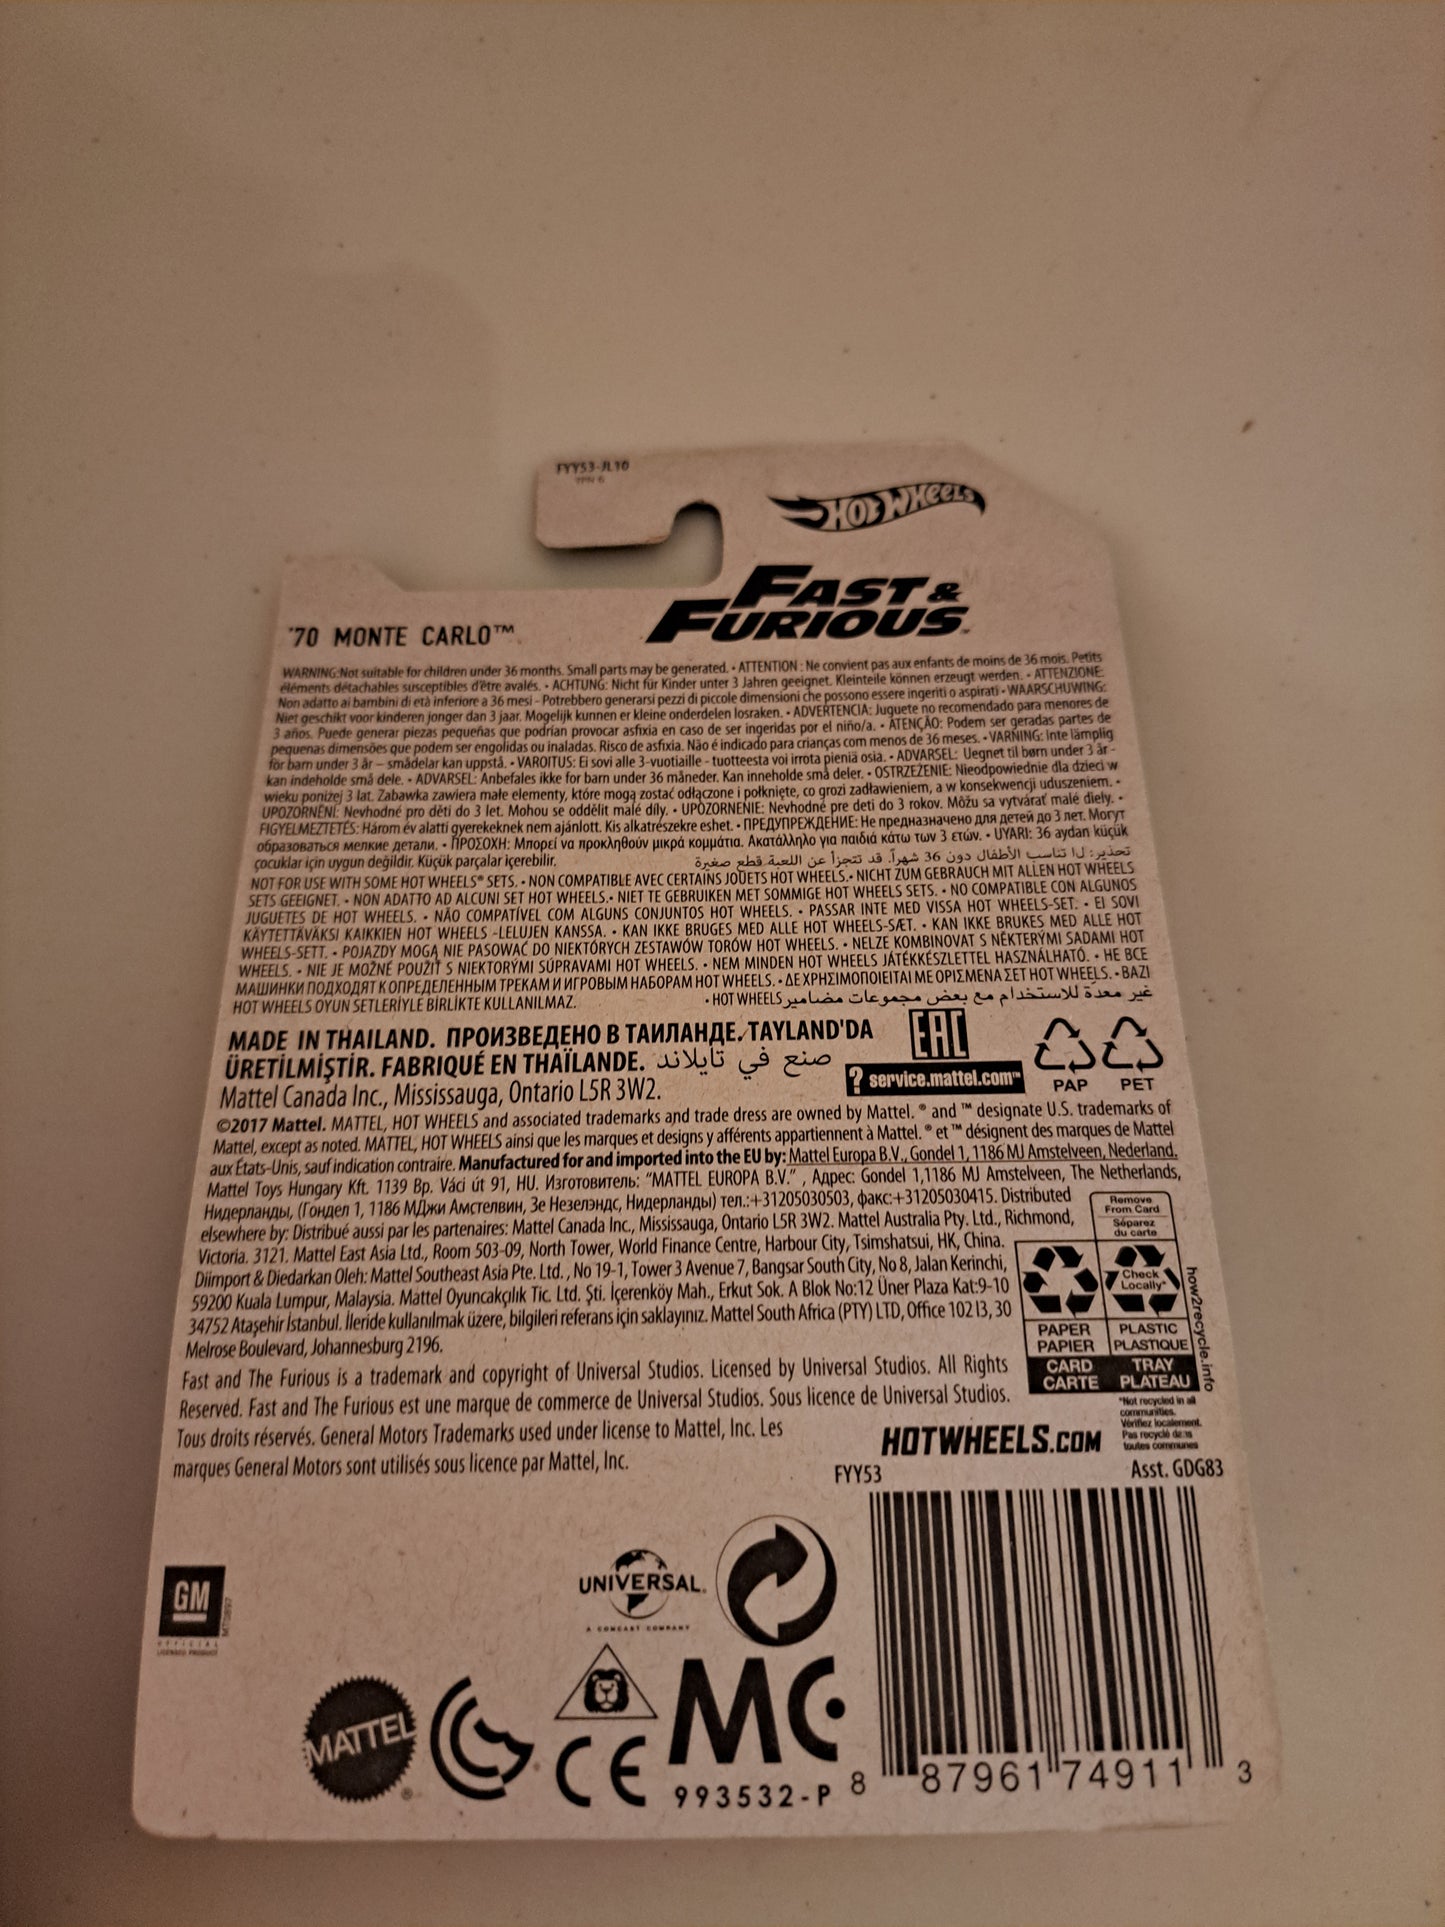 FYY53-JL10
HOT WHEELS
FAST &
FURIOUS
'70 MONTE CARLO™
WARNING: Not suitable for children under 36 months. Small parts may be generated. • ATTENTION : Ne convient pas aux enfants de moins de 36 mois. Petits
éléments détachables susceptibles d'être avalés. • ACHTUNG: Nicht für Kinder unter 3 Jahren geeignet. Kleinteile können erzeugt werden. • ATTENZIONE:
Non adatto ai bambini di età inferiore a 36 mesi - Potrebbero generarsi pezzi di piccole dimensioni che possono essere ingeriti o aspirati • WAARSCHUWING:
Niet geschikt voor kinderen jonger dan 3 jaar. Mogelijk kunnen er kleine onderdelen losraken. • ADVERTENCIA: Juguete no recomendado para menores de
3 años. Puede generar piezas pequeñas que podrían provocar asfixia en caso de ser ingeridas por el niño/a. • ATENÇÃO: Podem ser geradas partes de
pequenas dimensões que podem ser engolidas ou inaladas. Risco de asfixia. Não é indicado para crianças com menos de 36 meses. • VARNING: Inte lämplig
för barn under 3 år – smådelar kan uppstå. • VAROITUS: Ei sovi alle 3-vuotiaille - tuotteesta voi irrota pieniä osia. • ADVARSEL: Uegnet til børn under 3 år -
kan indeholde små dele. • ADVARSEL: Anbefales ikke for barn under 36 måneder. Kan inneholde små deler. • OSTRZEŻENIE: Nieodpowiednie dla dzieci w
wieku poniżej 3 lat. Zabawka zawiera małe elementy, które mogą zostać odłączone i połknięte, co grozi zadławieniem, a w konsekwencji uduszeniem. •
UPOZORNĚNÍ: Nevhodné pro děti do 3 let. Mohou se oddělit malé díly. • UPOZORNENIE: Nevhodné pre deti do 3 rokov. Môžu sa vytvárať malé diely. •
FIGYELMEZTETÉS: Három év alatti gyerekeknek nem ajánlott. Kis alkatrészekre eshet. • ПРЕДУПРЕЖДЕНИЕ: Не предназначено для детей до 3 лет. Могут
образоваться мелкие детали. • ΠΡΟΣΟΧΗ: Μπορεί να προκληθούν μικρά κομμάτια. Ακατάλληλο για παιδιά κάτω των 3 ετών. • UYARI: 36 aydan küçük
çocuklar için uygun değildir. Küçük parçalar içerebilir. تحذير: لا تناسب الأطفال دون 36 شهراً. قد تتجزأ عن اللعبة قطع صغيرة
NOT FOR USE WITH SOME HOT WHEELS® SETS. • NON COMPATIBLE AVEC CERTAINS JOUETS HOT WHEELS. • NICHT ZUM GEBRAUCH MIT ALLEN HOT WHEELS
SETS GEEIGNET. • NON ADATTO AD ALCUNI SET HOT WHEELS. • NIET TE GEBRUIKEN MET SOMMIGE HOT WHEELS SETS. • NO COMPATIBLE CON ALGUNOS
JUGUETES DE HOT WHEELS. • NÃO COMPATÍVEL COM ALGUNS CONJUNTOS HOT WHEELS. • PASSAR INTE MED VISSA HOT WHEELS-SET. • EI SOVI
KÄYTETTÄVÄKSI KAIKKIEN HOT WHEELS -LELUJEN KANSSA. • KAN IKKE BRUGES MED ALLE HOT WHEELS-SÆT. • KAN IKKE BRUKES MED ALLE HOT
WHEELS-SETT. • POJAZDY MOGĄ NIE PASOWAĆ DO NIEKTÓRYCH ZESTAWÓW TORÓW HOT WHEELS. • NELZE KOMBINOVAT S NĚKTERÝMI SADAMI HOT
WHEELS. • NIE JE MOŽNÉ POUŽIŤ S NIEKTORÝMI SÚPRAVAMI HOT WHEELS. • NEM MINDEN HOT WHEELS JÁTÉKKÉSZLETTEL HASZNÁLHATÓ. • НЕ ВСЕ
МАШИНКИ ПОДХОДЯТ К ОПРЕДЕЛЕННЫМ ТРЕКАМ И ИГРОВЫМ НАБОРАМ HOT WHEELS. • ΔΕ ΧΡΗΣΙΜΟΠΟΙΕΙΤΑΙ ΜΕ ΟΡΙΣΜΕΝΑ ΣΕΤ HOT WHEELS. • BAZI
HOT WHEELS OYUN SETLERİYLE BİRLİKTE KULLANILMAZ. • HOT WHEELS غير معدة للاستخدام مع بعض مجموعات مضامير
MADE IN THAILAND. ПРОИЗВЕДЕНО В ТАИЛАНДЕ. TAYLAND'DA
ÜRETİLMİŞTİR. FABRIQUÉ EN THAÏLANDE. صنع في تايلاند
EAC
? service.mattel.com™
PAP PET
Mattel Canada Inc., Mississauga, Ontario L5R 3W2.
©2017 Mattel. MATTEL, HOT WHEELS and associated trademarks and trade dress are owned by Mattel. ® and ™ designate U.S. trademarks of
Mattel, except as noted. MATTEL, HOT WHEELS ainsi que les marques et designs y afférents appartiennent à Mattel. ® et ™ désignent des marques de Mattel
aux États-Unis, sauf indication contraire. Manufactured for and imported into the EU by: Mattel Europa B.V., Gondel 1, 1186 MJ Amstelveen, Nederland.
Mattel Toys Hungary Kft. 1139 Bp. Váci út 91, HU. Изготовитель: "MATTEL EUROPA B.V." , Адрес: Gondel 1,1186 MJ Amstelveen, The Netherlands,
Нидерланды, (Гондел 1, 1186 МДжи Амстелвин, Зе Незелэндс, Нидерланды) тел.:+31205030503, факс:+31205030415. Distributed
elsewhere by: Distribué aussi par les partenaires: Mattel Canada Inc., Mississauga, Ontario L5R 3W2. Mattel Australia Pty. Ltd., Richmond,
Victoria. 3121. Mattel East Asia Ltd., Room 503-09, North Tower, World Finance Centre, Harbour City, Tsimshatsui, HK, China.
Diimport & Diedarkan Oleh: Mattel Southeast Asia Pte. Ltd. , No 19-1, Tower 3 Avenue 7, Bangsar South City, No 8, Jalan Kerinchi,
59200 Kuala Lumpur, Malaysia. Mattel Oyuncakçılık Tic. Ltd. Şti. İçerenköy Mah., Erkut Sok. A Blok No:12 Üner Plaza Kat:9-10
34752 Ataşehir İstanbul. İleride kullanılmak üzere, bilgileri referans için saklayınız. Mattel South Africa (PTY) LTD, Office 102 I3, 30
Melrose Boulevard, Johannesburg 2196.
Remove
From Card
Séparez
du carte
Check
Locally*
PAPER
PAPIER
PLASTIC
PLASTIQUE
CARD
CARTE
TRAY
PLATEAU
how2recycle.info
*Not recycled in all
communities.
Vérifiez localement.
Pas recyclé dans
toutes communes
Fast and The Furious is a trademark and copyright of Universal Studios. Licensed by Universal Studios. All Rights
Reserved. Fast and The Furious est une marque de commerce de Universal Studios. Sous licence de Universal Studios.
Tous droits réservés. General Motors Trademarks used under license to Mattel, Inc. Les
marques General Motors sont utilisés sous licence par Mattel, Inc.
HOTWHEELS.COM
FYY53 Asst. GDG83
GM
OFFICIAL
LICENSED PRODUCT
UNIVERSAL
A COMCAST COMPANY
MATTEL
CE
MC
993532-P
8 87961 74911 3